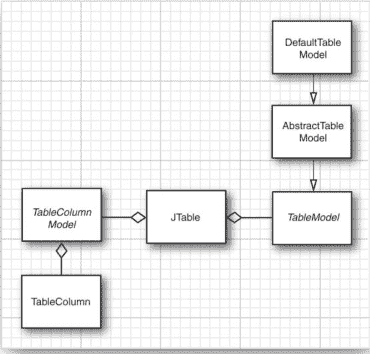 DefaultTable
Model
AbstractTable
Model
TableColumn
Model
JTable
TableModel
TableColumn